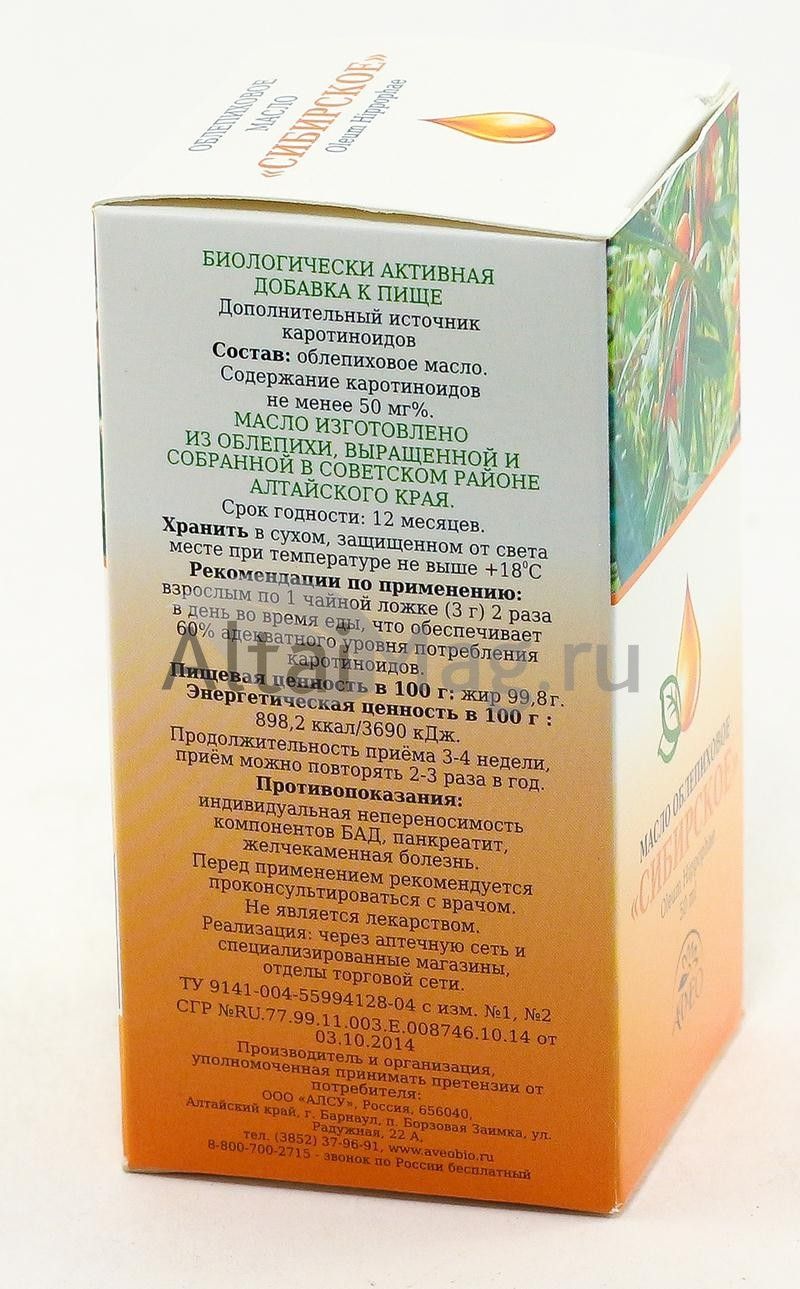 ОБЛЕПИХОВОЕ
МАСЛО
«СИБИРСКОЕ»
Oleum Hippophae
БИОЛОГИЧЕСКИ АКТИВНАЯ
ДОБАВКА К ПИЩЕ
Дополнительный источник
каротиноидов
Состав: облепиховое масло.
Содержание каротиноидов
не менее 50 мг%.
МАСЛО ИЗГОТОВЛЕНО
ИЗ ОБЛЕПИХИ, ВЫРАЩЕННОЙ И
СОБРАННОЙ В СОВЕТСКОМ РАЙОНЕ
АЛТАЙСКОГО КРАЯ.
Срок годности: 12 месяцев.
Хранить в сухом, защищенном от света
месте при температуре не выше +18⁰С
Рекомендации по применению:
взрослым по 1 чайной ложке (3 г) 2 раза
в день во время еды, что обеспечивает
60% адекватного уровня потребления
каротиноидов.
Пищевая ценность в 100 г: жир 99,8г.
Энергетическая ценность в 100 г :
898,2 ккал/3690 кДж.
Продолжительность приёма 3-4 недели,
приём можно повторять 2-3 раза в год.
Противопоказания:
индивидуальная непереносимость
компонентов БАД, панкреатит,
желчекаменная болезнь.
Перед применением рекомендуется
проконсультироваться с врачом.
Не является лекарством.
Реализация: через аптечную сеть и
специализированные магазины,
отделы торговой сети.
ТУ 9141-004-55994128-04 с изм. №1, №2
СГР №RU.77.99.11.003.Е.008746.10.14 от
03.10.2014
Производитель и организация,
уполномоченная принимать претензии от
потребителя:
ООО «АЛСУ», Россия, 656040,
Алтайский край, г. Барнаул, п. Борзовая Заимка, ул.
Радужная, 22 А,
тел. (3852) 37-96-91, www.aveobio.ru
8-800-700-2715 - звонок по России бесплатный
МАСЛО ОБЛЕПИХОВОЕ
«СИБИРСКОЕ»
Oleum Hippophae
50 ml
AltaiMag.ru